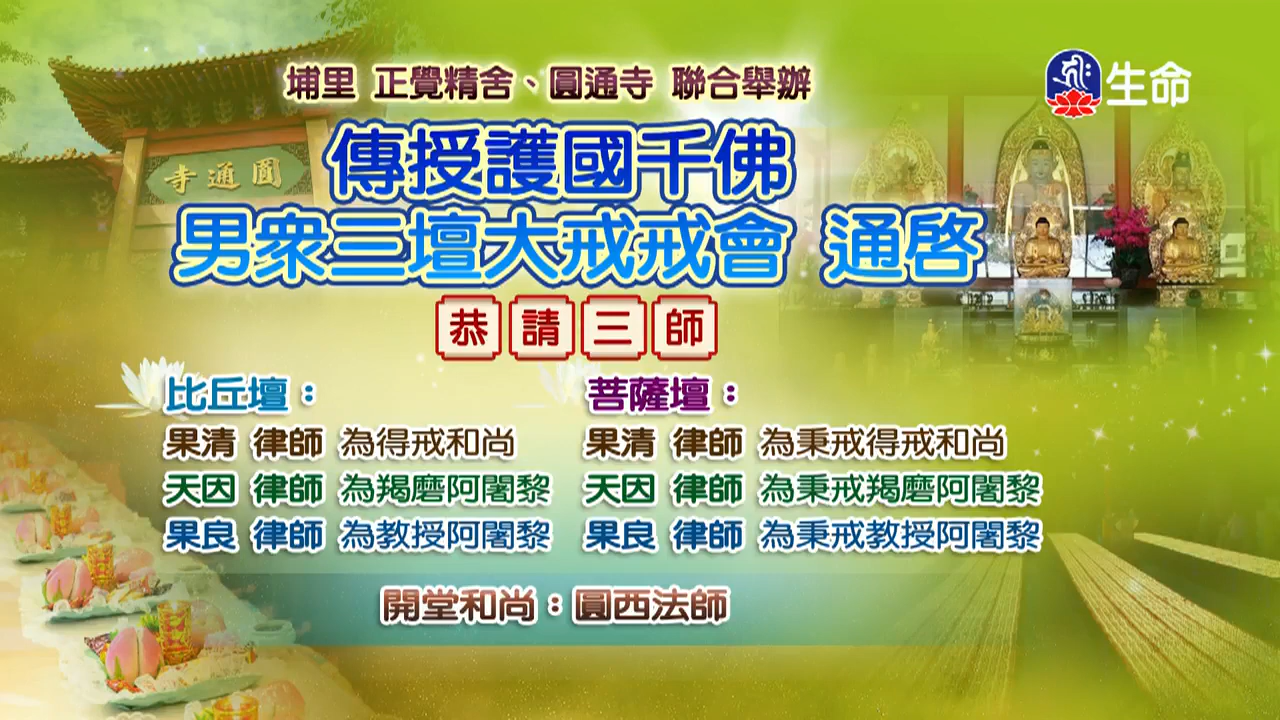 埔里 正覺精舍、圓通寺 聯合舉辦
生命
圓通寺
傳授護國千佛
男眾三壇大戒戒會 通啓
恭請三師
比丘壇：
果清 律師 為得戒和尚
天因 律師 為羯磨阿闍黎
果良 律師 為教授阿闍黎
菩薩壇：
果清 律師 為秉戒得戒和尚
天因 律師 為秉戒羯磨阿闍黎
果良 律師 為秉戒教授阿闍黎
開堂和尚：圓西法師